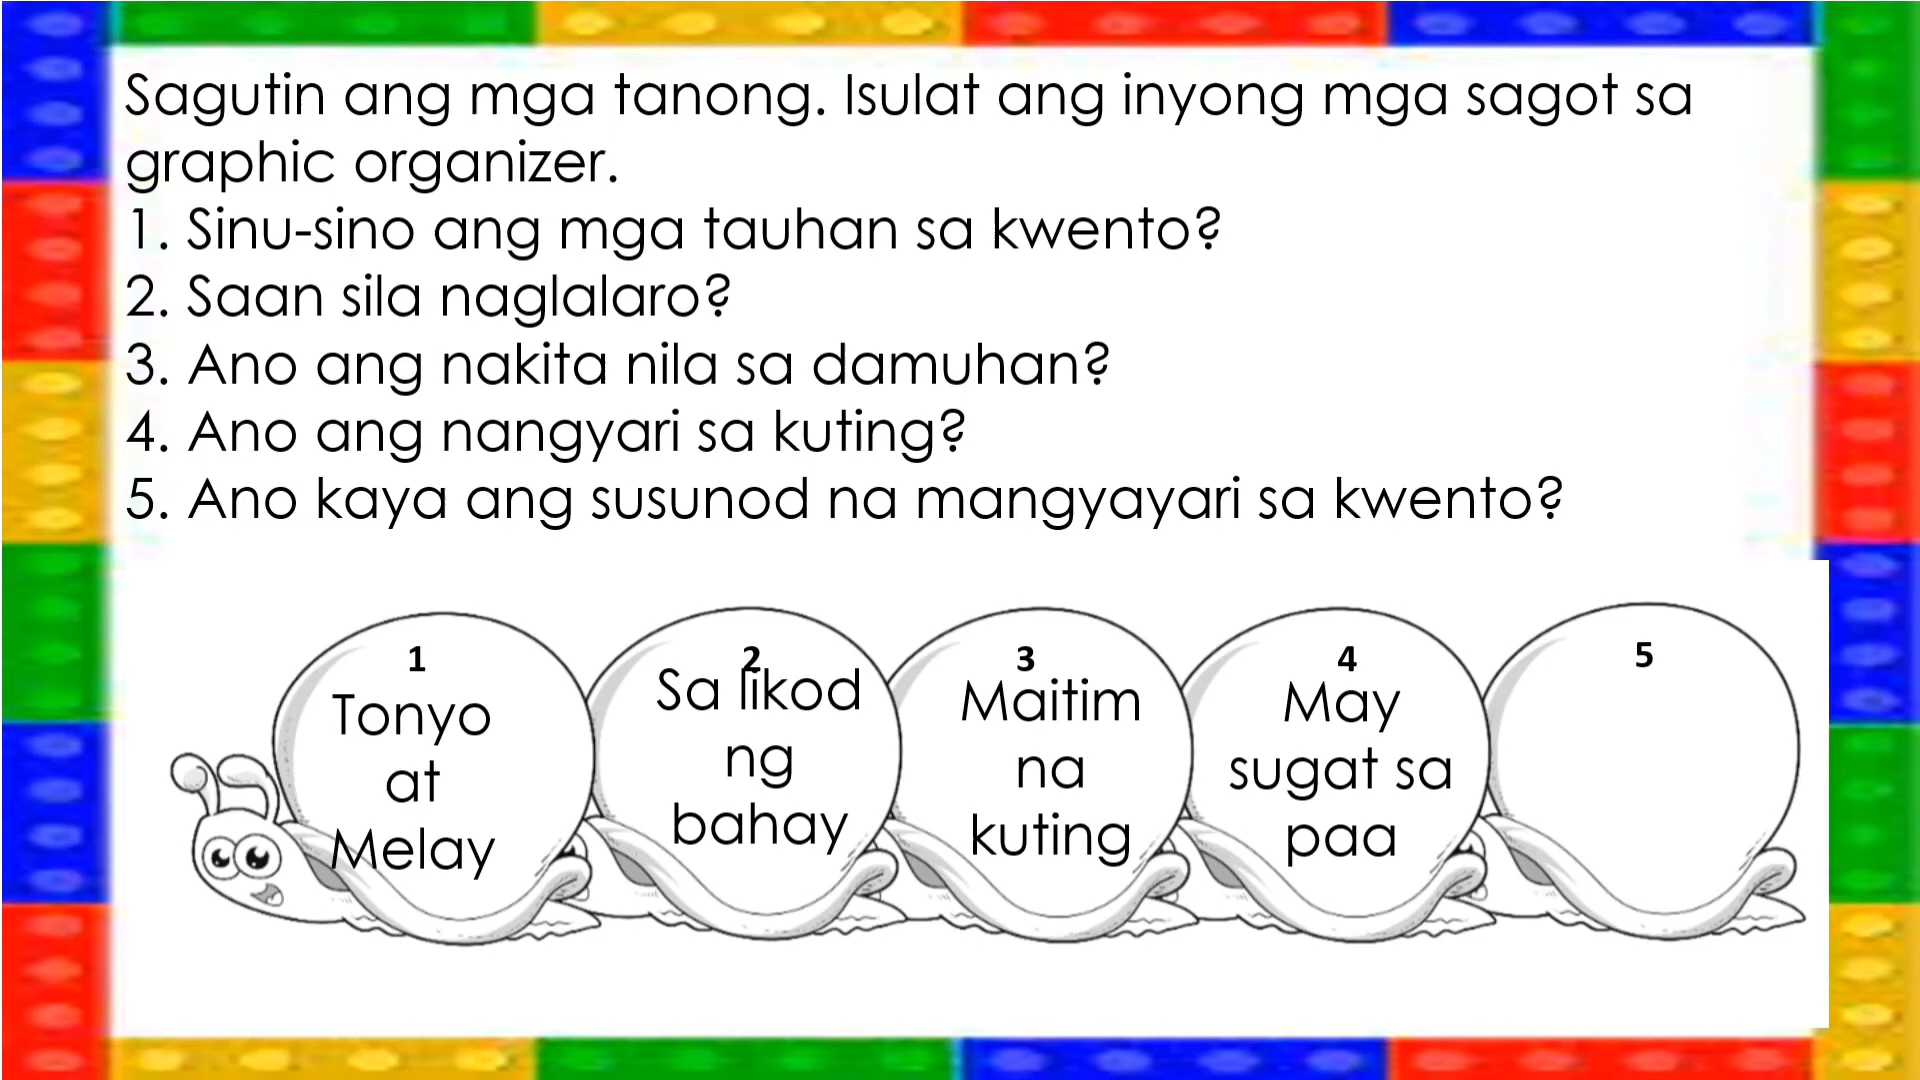 Sagutin ang mga tanong. Isulat ang inyong mga sagot sa
graphic organizer.
1. Sinu-sino ang mga tauhan sa kwento?
2. Saan sila naglalaro?
3. Ano ang nakita nila sa damuhan?
4. Ano ang nangyari sa kuting?
5. Ano kaya ang susunod na mangyayari sa kwento?
1
Tonyo
at
Melay
2
Sa likod
ng
bahay
3
Maitim
na
kuting
4
May
sugat sa
paa
5